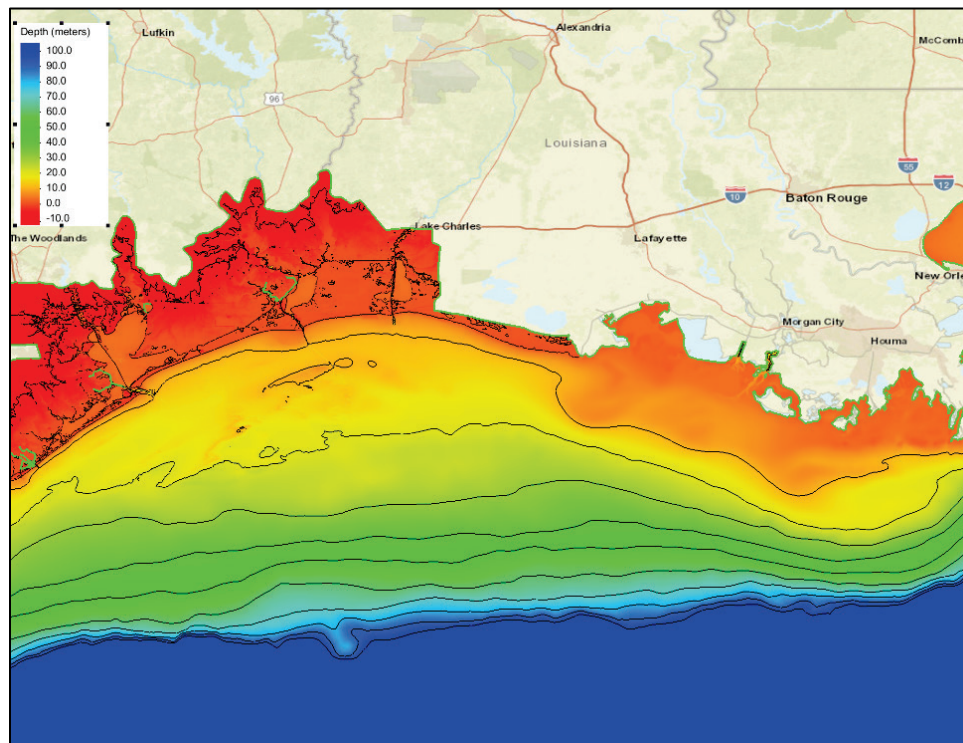 Depth (meters)
100.0
90.0
80.0
70.0
60.0
50.0
40.0
30.0
20.0
10.0
0.0
-10.0
Lufkin
Alexandria
McComb
96
Louisiana
55
12
10
Baton Rouge
The Woodlands
Lake Charles
Lafayette
New Orl
Morgan City
Houma